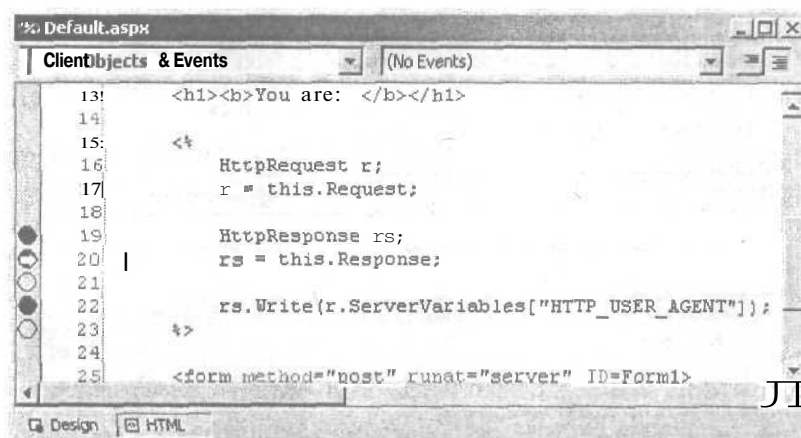 Default.aspx
Client Objects & Events (No Events)
13 <h1><b>You are: </b></h1>
14
15 <%
16 HttpRequest r;
17 r = this.Request;
18
19 HttpResponse rs;
20 rs = this.Response;
21
22 rs.Write(r.ServerVariables["HTTP_USER_AGENT"]);
23 %>
24
25 <form method="post" runat="server" ID=Form1>
Design HTML